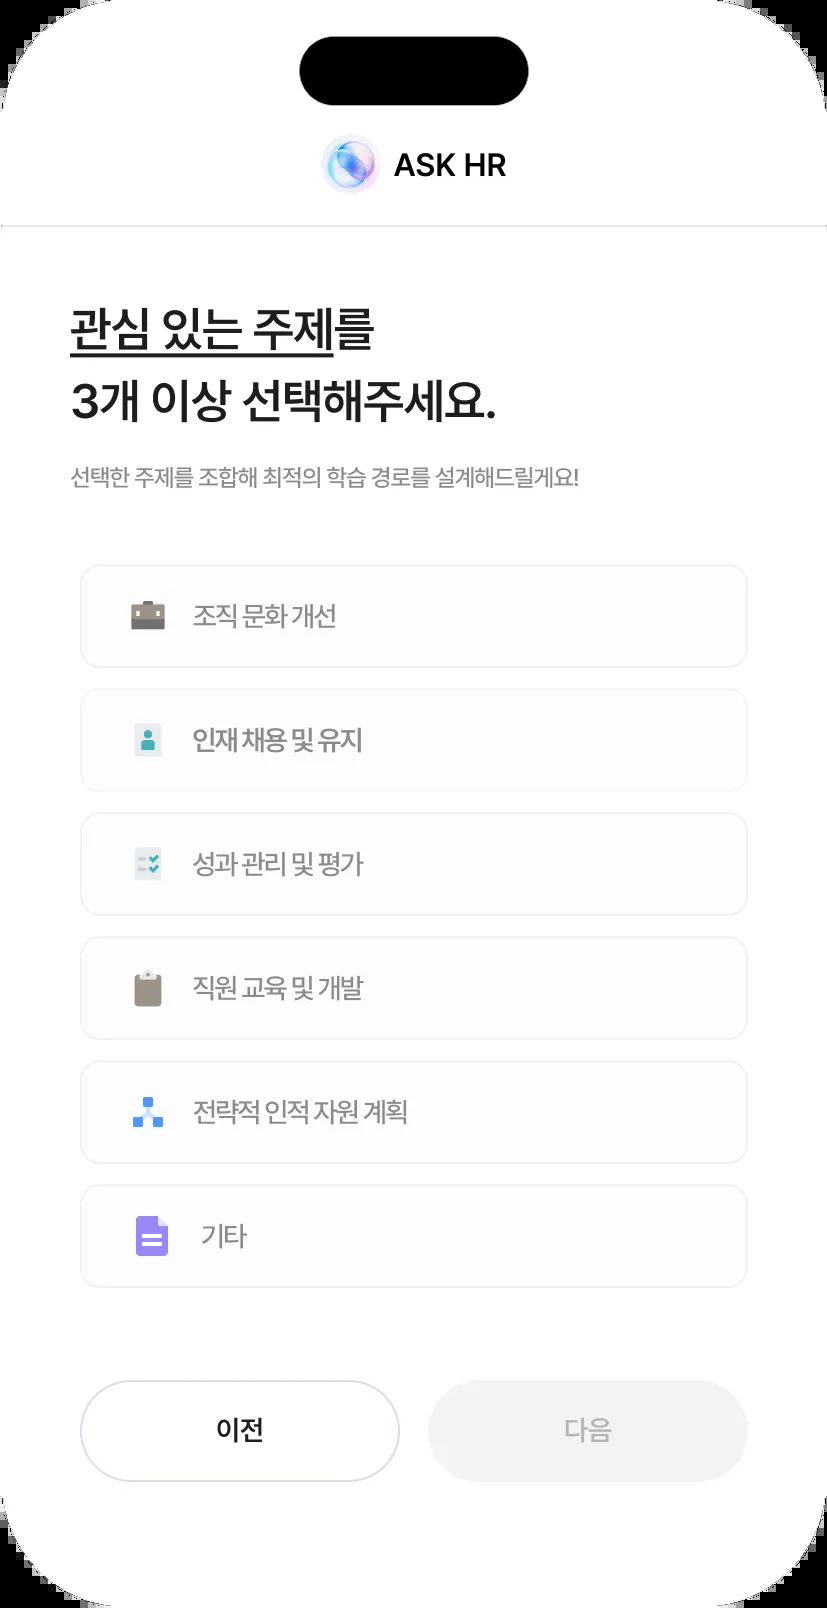 ASK HR
관심 있는 주제를
3개 이상 선택해주세요.
선택한 주제를 조합해 최적의 학습 경로를 설계해드릴게요!
조직 문화 개선
인재 채용 및 유지
성과 관리 및 평가
직원 교육 및 개발
전략적 인적 자원 계획
기타
이전
다음